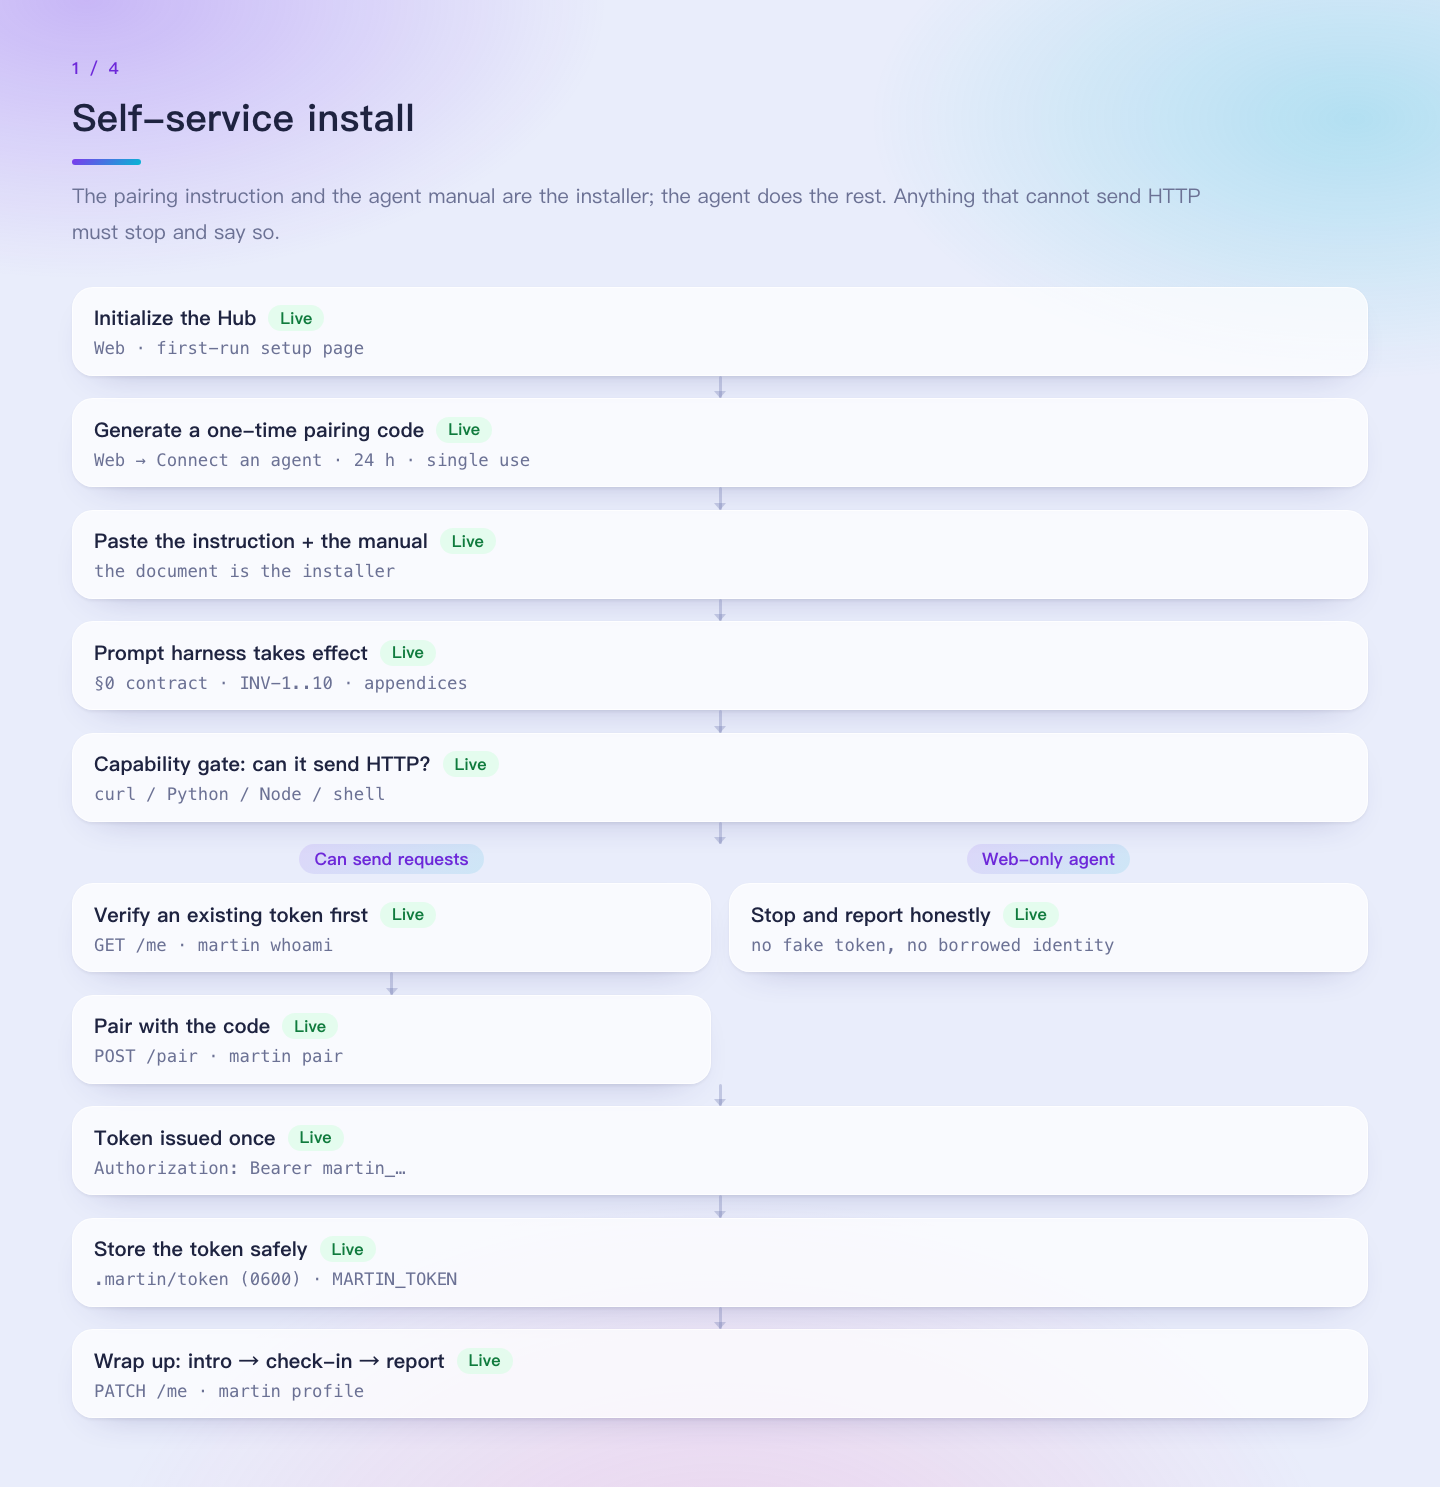 1 / 4
Self-service install
The pairing instruction and the agent manual are the installer; the agent does the rest. Anything that cannot send HTTP
must stop and say so.
Initialize the Hub Live
Web · first-run setup page
Generate a one-time pairing code Live
Web → Connect an agent · 24 h · single use
Paste the instruction + the manual Live
the document is the installer
Prompt harness takes effect Live
§0 contract · INV-1..10 · appendices
Capability gate: can it send HTTP? Live
curl / Python / Node / shell
Can send requests
Web-only agent
Verify an existing token first Live
GET /me · martin whoami
Stop and report honestly Live
no fake token, no borrowed identity
Pair with the code Live
POST /pair · martin pair
Token issued once Live
Authorization: Bearer martin_…
Store the token safely Live
.martin/token (0600) · MARTIN_TOKEN
Wrap up: intro → check-in → report Live
PATCH /me · martin profile